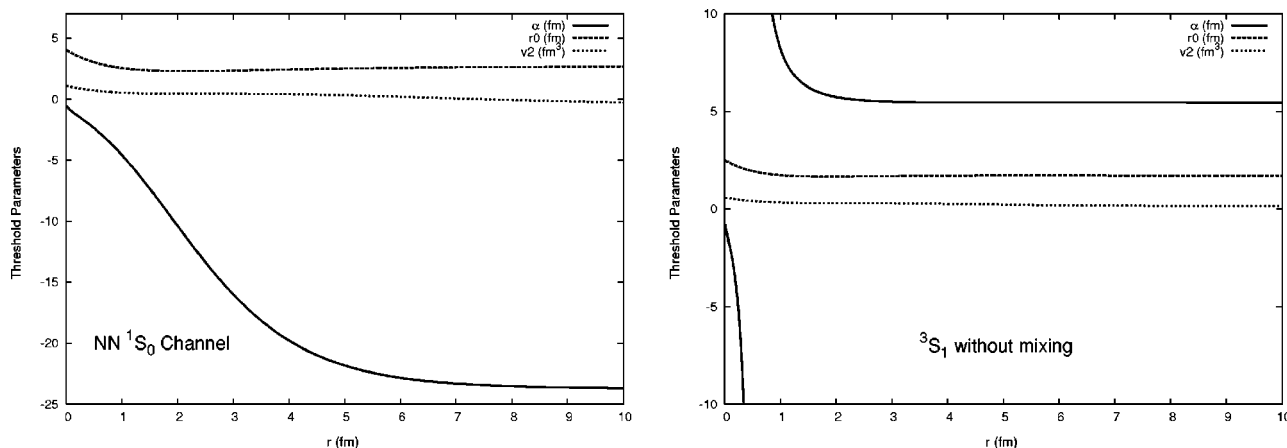 α (fm)
r0 (fm)
v2 (fm³)
Threshold Parameters
5
0
-5
-10
-15
-20
-25
0 1 2 3 4 5 6 7 8 9 10
r (fm)
NN ¹S₀ Channel
α (fm)
r0 (fm)
v2 (fm³)
Threshold Parameters
10
5
0
-5
-10
0 1 2 3 4 5 6 7 8 9 10
r (fm)
³S₁ without mixing